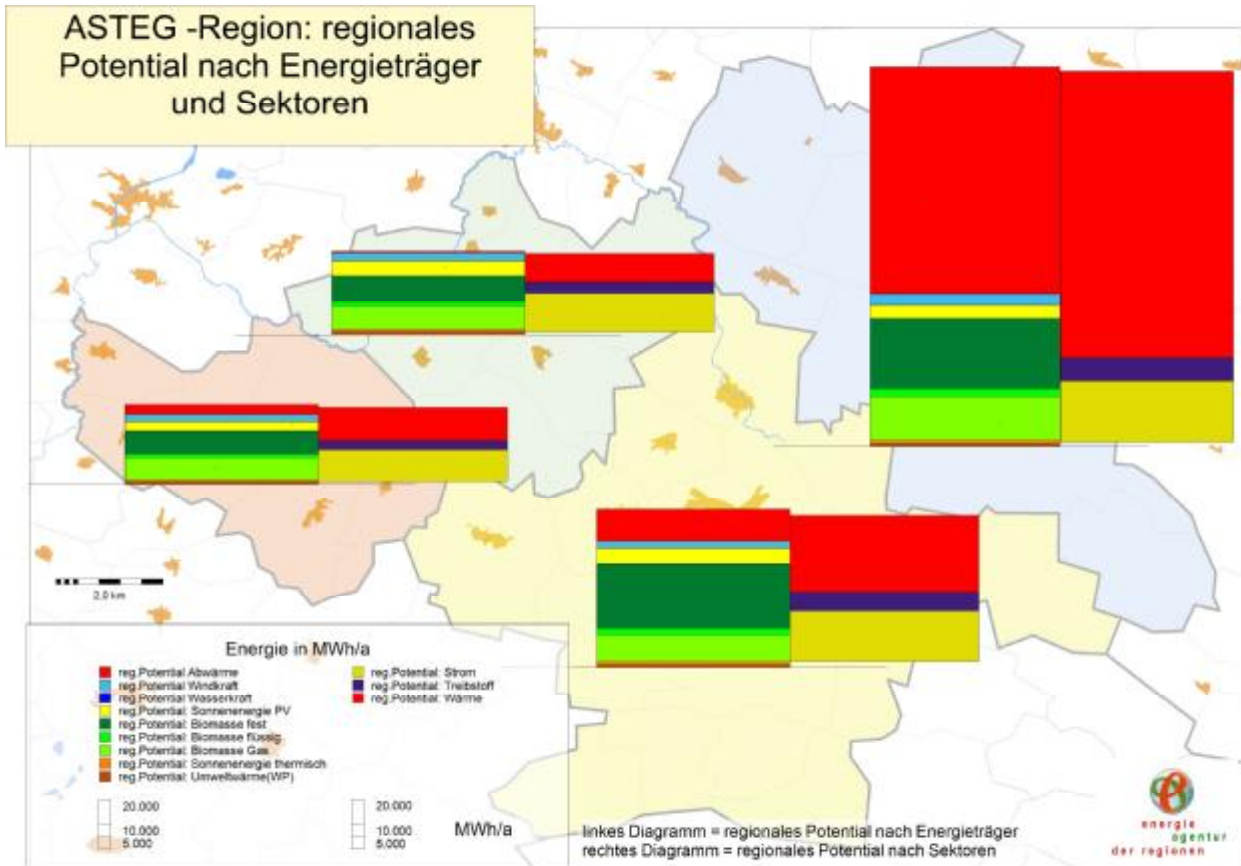 ASTEG -Region: regionales
Potential nach Energieträger
und Sektoren
2,0 km
Energie in MWh/a
reg.Potential Abwärme
reg.Potential Windkraft
reg.Potential Wasserkraft
reg.Potential: Sonnenenergie PV
reg.Potential: Biomasse fest
reg.Potential: Biomasse flüssig
reg.Potential: Biomasse Gas
reg.Potential: Sonnenenergie thermisch
reg.Potential: Umweltwärme(WP)
reg.Potential: Strom
reg.Potential: Treibstoff
reg.Potential: Wärme
20.000
10.000
5.000
20.000
10.000
5.000
MWh/a
linkes Diagramm = regionales Potential nach Energieträger
rechtes Diagramm = regionales Potential nach Sektoren
energie
agentur
der regionen